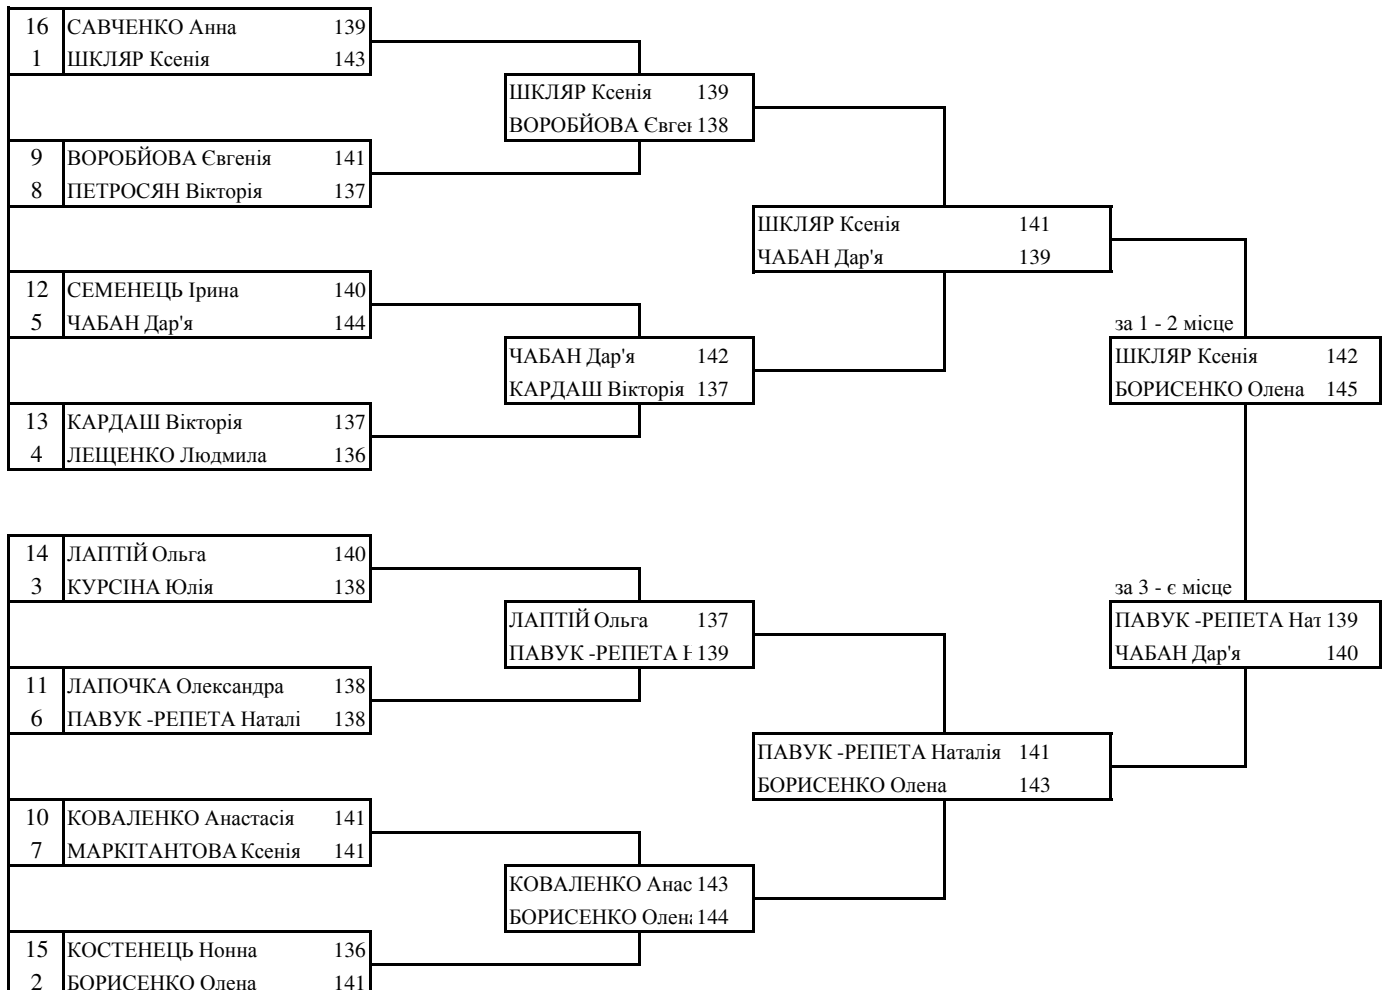 16 САВЧЕНКО Анна 139
1 ШКЛЯР Ксенія 143
ШКЛЯР Ксенія 139
ВОРОБЙОВА Євген 138
9 ВОРОБЙОВА Євгенія 141
8 ПЕТРОСЯН Вікторія 137
ШКЛЯР Ксенія 141
ЧАБАН Дар'я 139
12 СЕМЕНЕЦЬ Ірина 140
5 ЧАБАН Дар'я 144
за 1 - 2 місце
ЧАБАН Дар'я 142
КАРДАШ Вікторія 137
ШКЛЯР Ксенія 142
БОРИСЕНКО Олена 145
13 КАРДАШ Вікторія 137
4 ЛЕЩЕНКО Людмила 136
14 ЛАПТІЙ Ольга 140
3 КУРСІНА Юлія 138
за 3 - є місце
ЛАПТІЙ Ольга 137
ПАВУК -РЕПЕТА 139
ПАВУК -РЕПЕТА Нат 139
ЧАБАН Дар'я 140
11 ЛАПОЧКА Олександра 138
6 ПАВУК -РЕПЕТА Наталі 138
ПАВУК -РЕПЕТА Наталія 141
БОРИСЕНКО Олена 143
10 КОВАЛЕНКО Анастасія 141
7 МАРКІТАНТОВА Ксенія 141
КОВАЛЕНКО Анас 143
БОРИСЕНКО Олена 144
15 КОСТЕНЕЦЬ Нонна 136
2 БОРИСЕНКО Олена 141